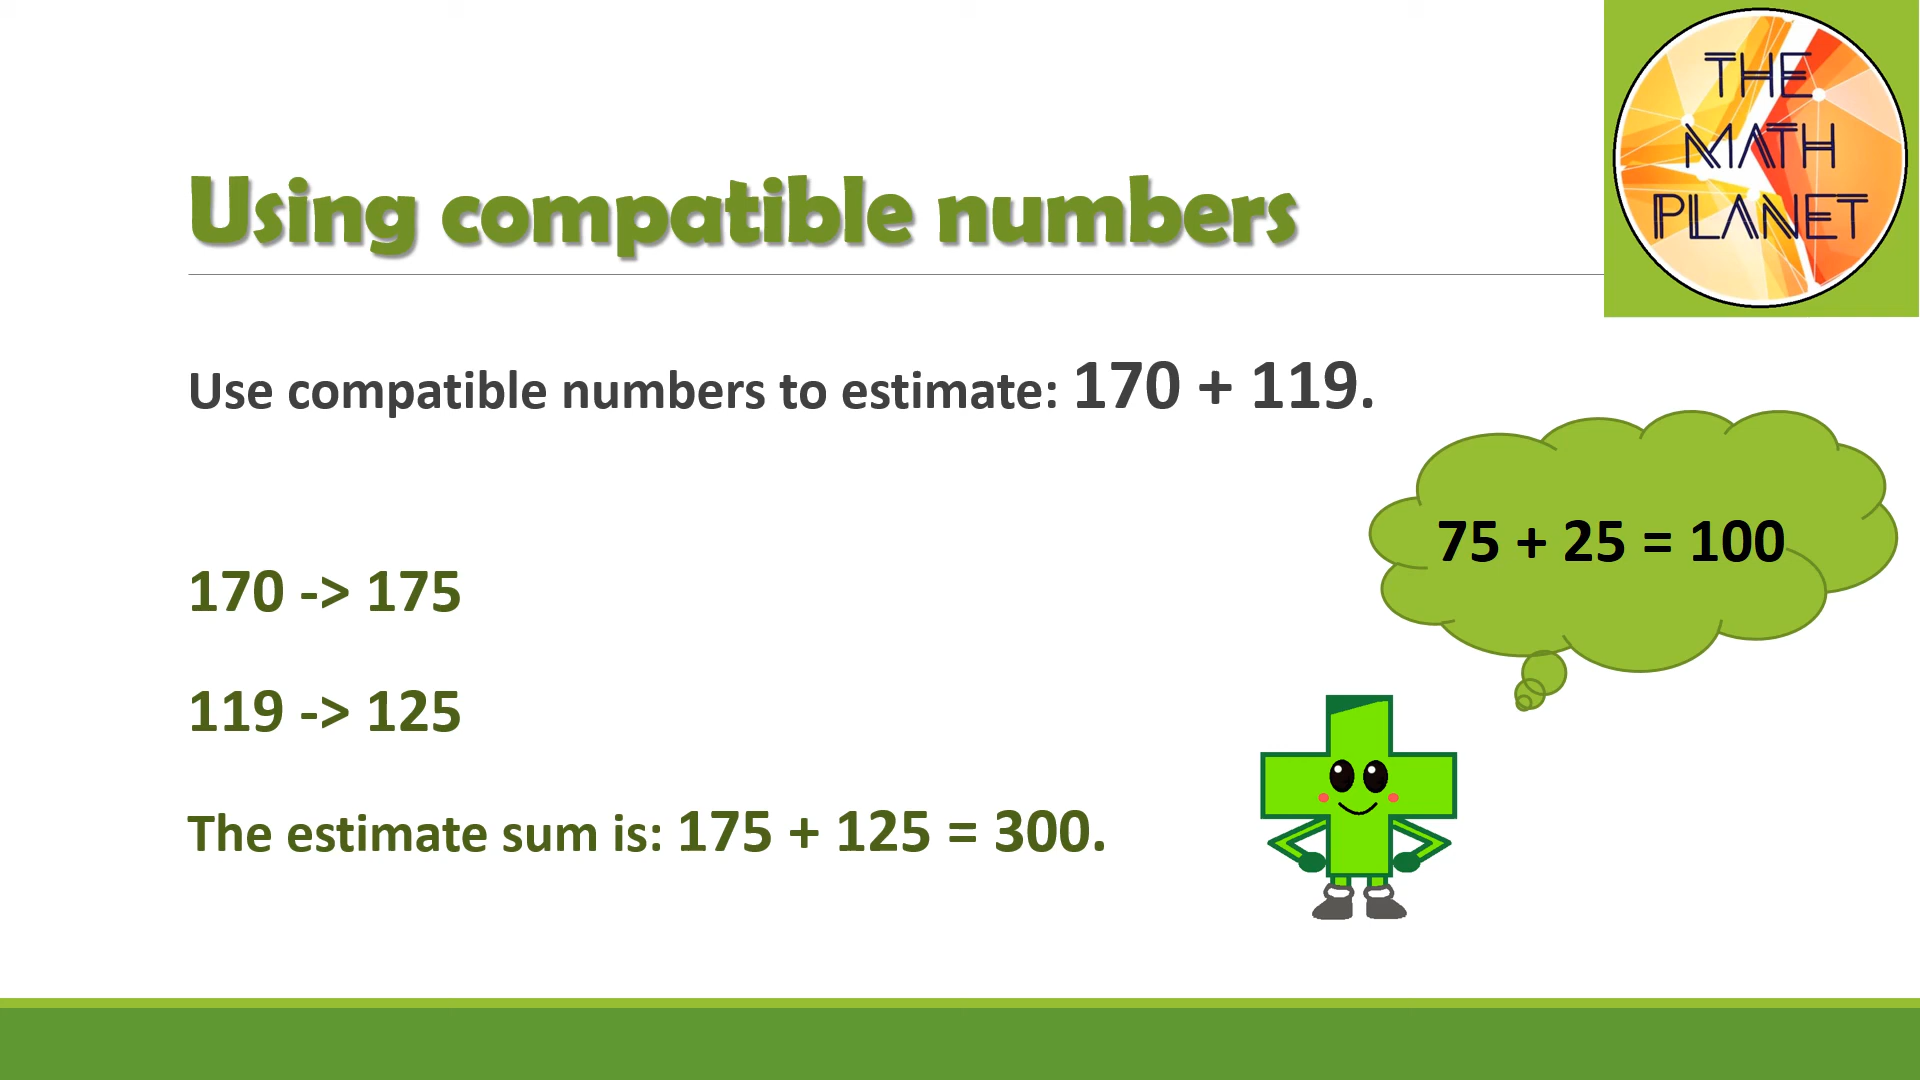 THE
MATH
PLANET
Using compatible numbers
Use compatible numbers to estimate: 170 + 119.
75 + 25 = 100
170 -> 175
119 -> 125
The estimate sum is: 175 + 125 = 300.